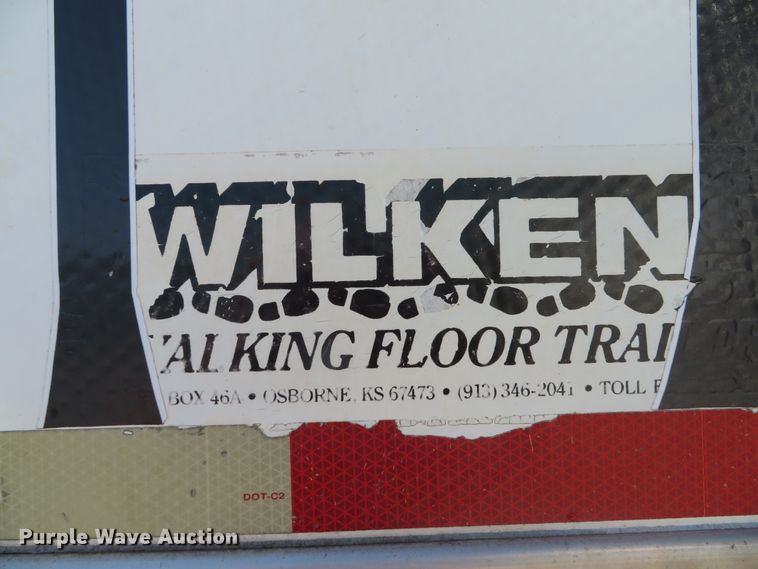 WILKEN
ALKING FLOOR TRAI
BOX 46A • OSBORNE, KS 67473 • (913) 346-2041 • TOLL F
DOT-C2
Purple Wave Auction